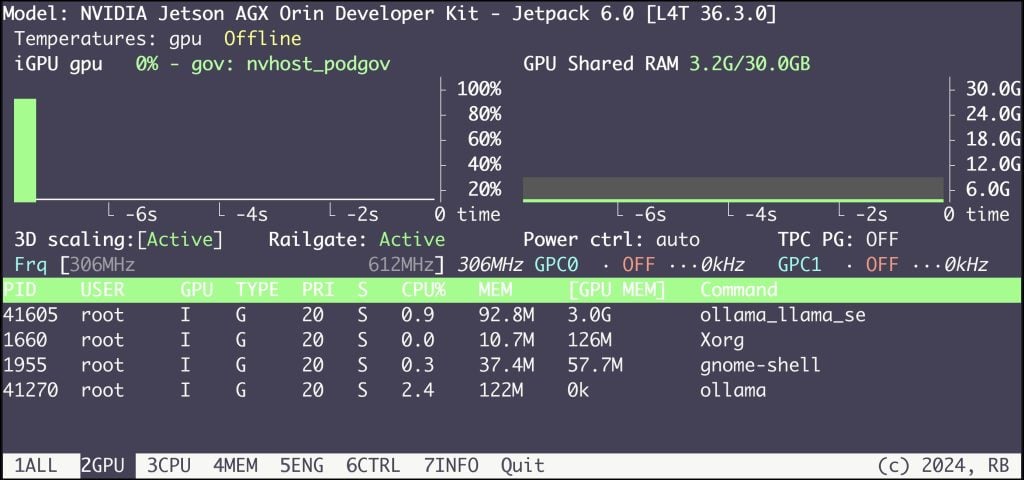 Model: NVIDIA Jetson AGX Orin Developer Kit - Jetpack 6.0 [L4T 36.3.0]
Temperatures: gpu Offline
iGPU gpu 0% - gov: nvhost_podgov GPU Shared RAM 3.2G/30.0GB
100% 30.0G
80% 24.0G
60% 18.0G
40% 12.0G
20% 6.0G
-6s -4s -2s 0 time -6s -4s -2s 0 time
3D scaling:[Active] Railgate: Active Power ctrl: auto TPC PG: OFF
Frq [306MHz 612MHz] 306MHz GPC0 · OFF ···0kHz GPC1 · OFF ···0kHz
PID USER GPU TYPE PRI S CPU% MEM [GPU MEM] Command
41605 root I G 20 S 0.9 92.8M 3.0G ollama_llama_se
1660 root I G 20 S 0.0 10.7M 126M Xorg
1955 root I G 20 S 0.3 37.4M 57.7M gnome-shell
41270 root I G 20 S 2.4 122M 0k ollama
1ALL 2GPU 3CPU 4MEM 5ENG 6CTRL 7INFO Quit (c) 2024, RB